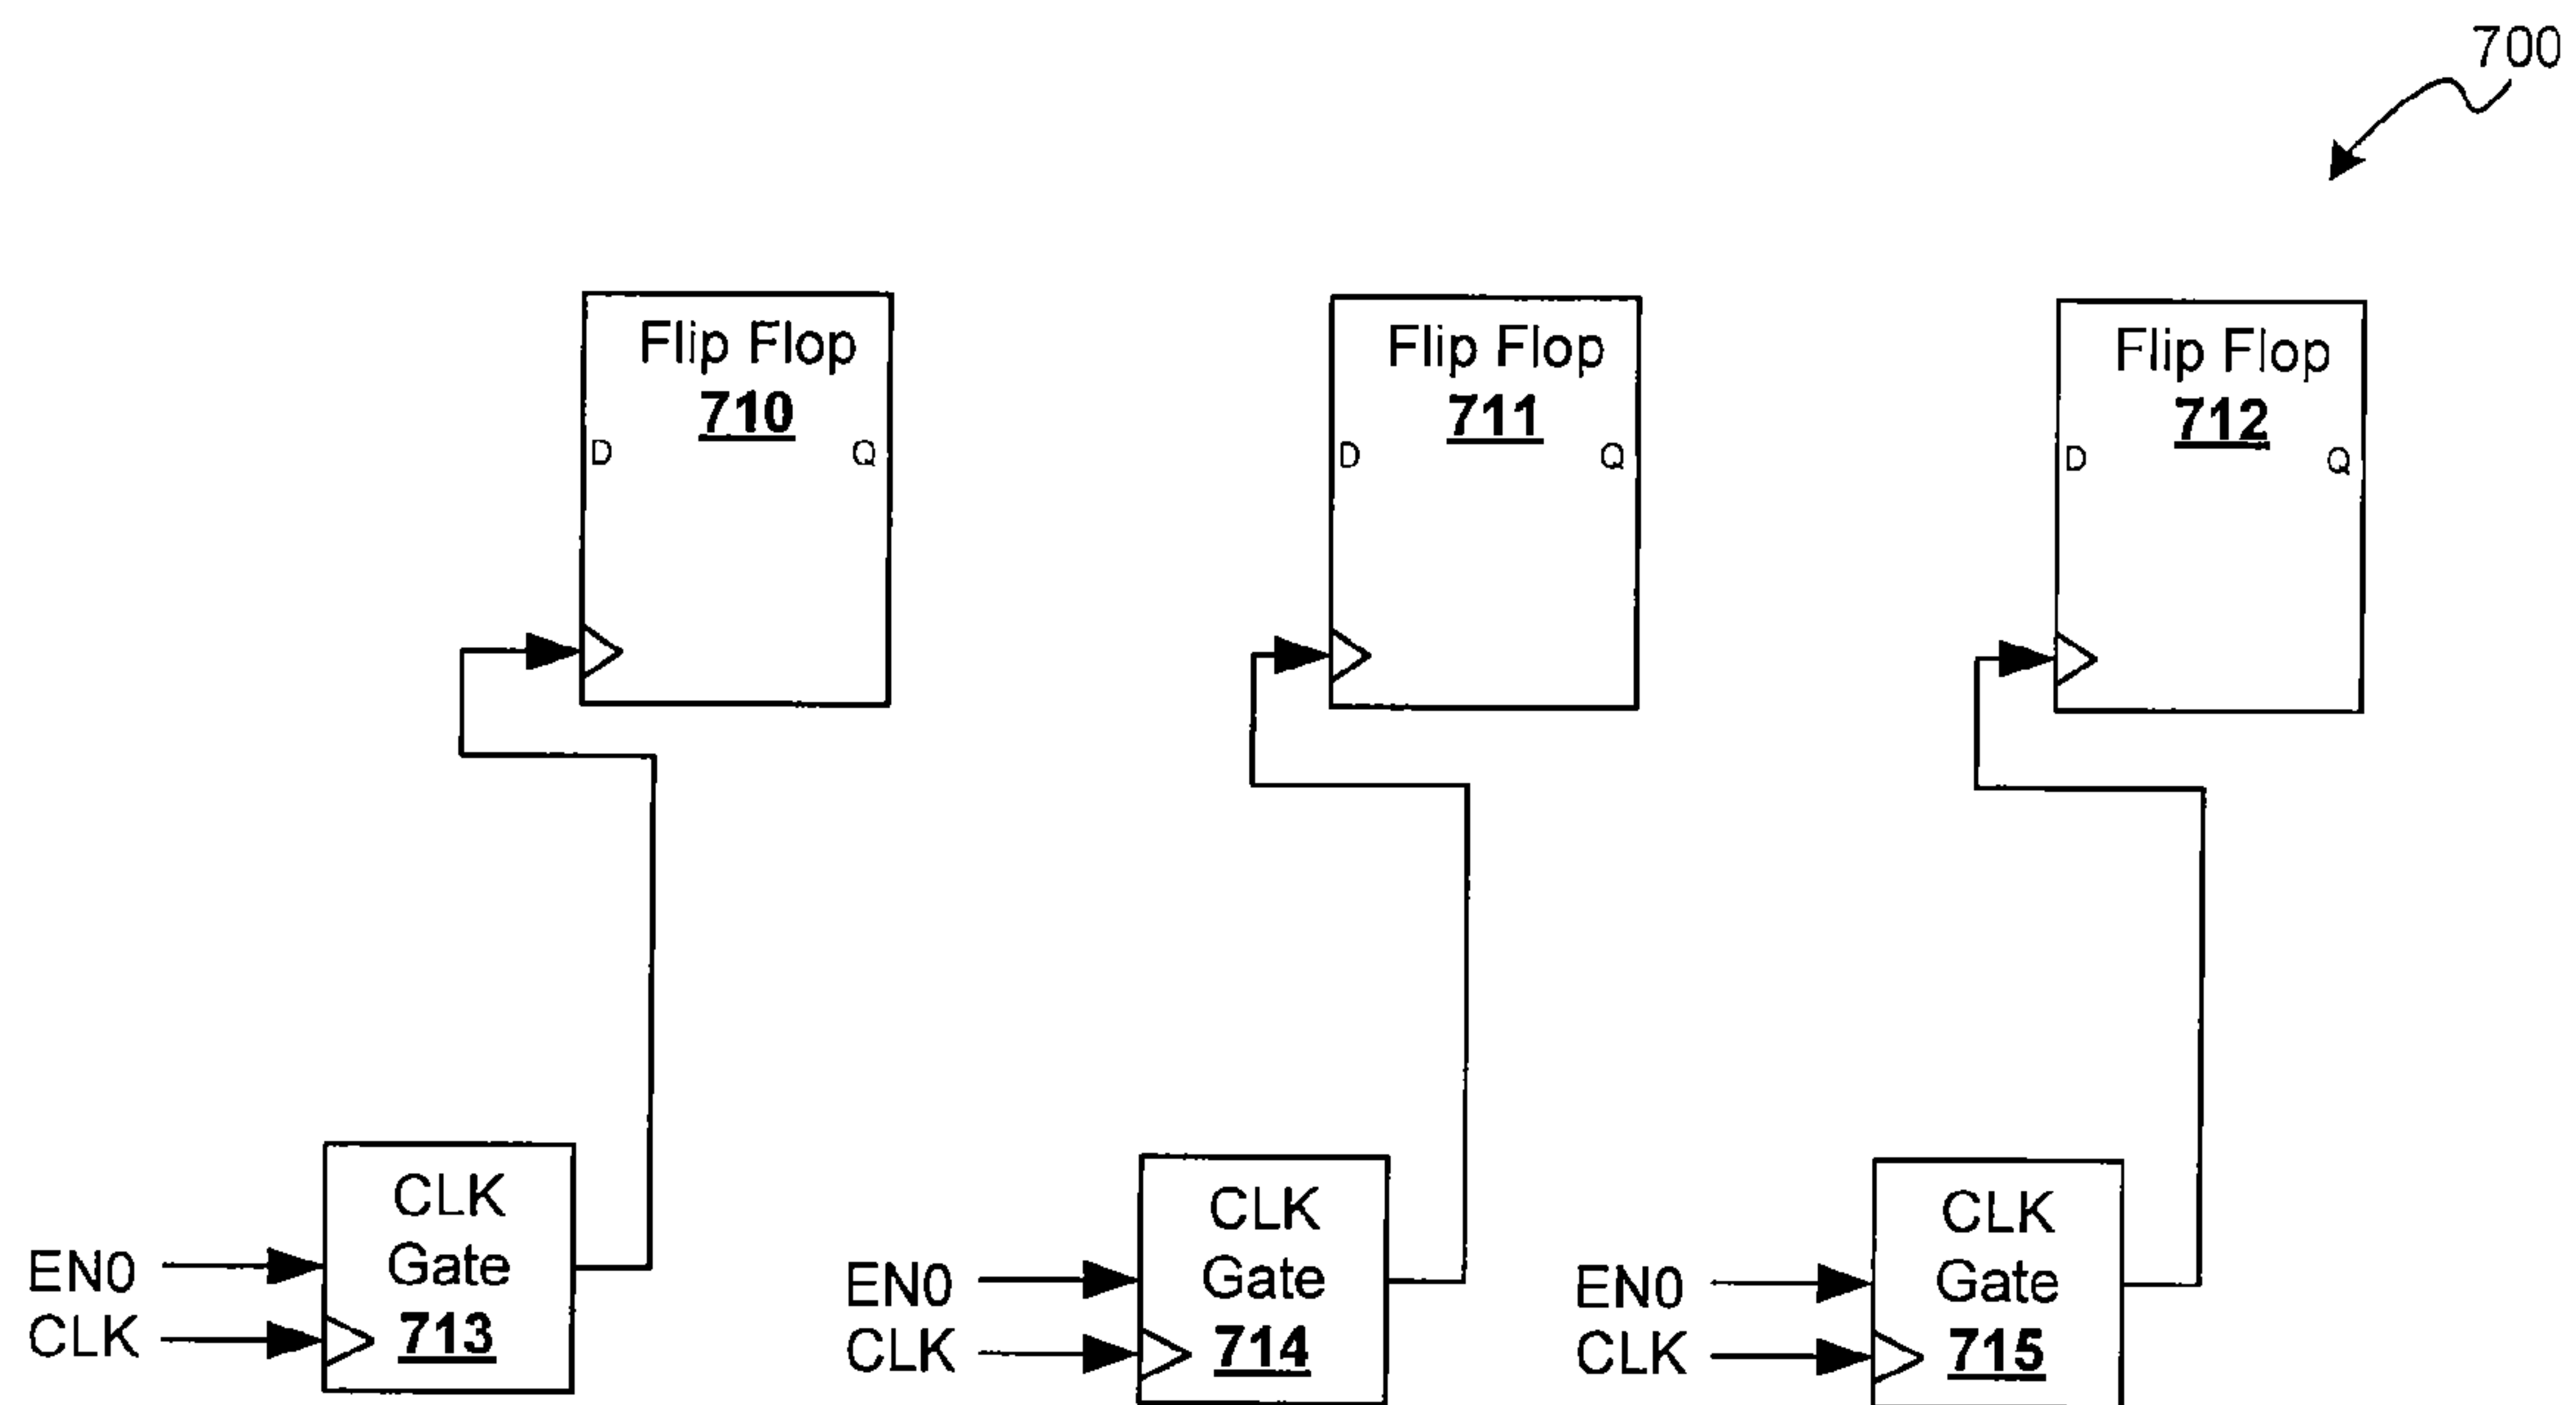 700
Flip Flop
710
D
Q
Flip Flop
711
D
Q
Flip Flop
712
D
Q
CLK
Gate
713
EN0
CLK
CLK
Gate
714
EN0
CLK
CLK
Gate
715
EN0
CLK